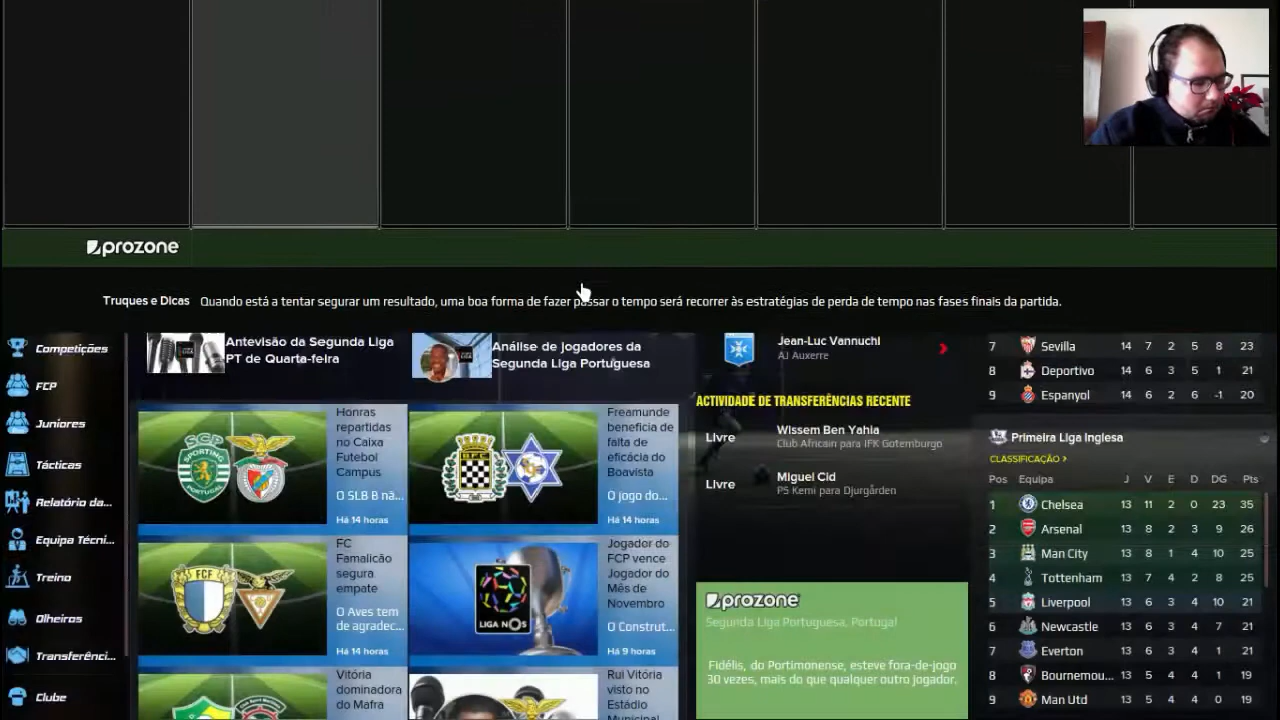 prozone
Truques e Dicas Quando está a tentar segurar um resultado, uma boa forma de fazer passar o tempo será recorrer às estratégias de perda de tempo nas fases finais da partida.
Competições
FCP
Juniores
Tácticas
Relatório da...
Equipa Técni...
Treino
Olheiros
Transferênci...
Clube
Antevisão da Segunda Liga
PT de Quarta-feira
Análise de jogadores da
Segunda Liga Portuguesa
Honras
repartidas
no Caixa
Futebol
Campus
O SLB B nã...
Há 14 horas
Freamunde
beneficia de
falta de
eficácia do
Boavista
O jogo do...
Há 14 horas
FC
Famalicão
segura
empate
O Aves tem
de agradec...
Há 14 horas
Jogador do
FCP vence
Jogador do
Mês de
Novembro
O Construt...
Há 9 horas
LIGA NOS
Vitória
dominadora
do Mafra
Rui Vitória
visto no
Estádio
Municipal
Jean-Luc Vannuchi
AJ Auxerre
ACTIVIDADE DE TRANSFERÊNCIAS RECENTE
Livre
Wissem Ben Yahia
Club Africain para IFK Gotemburgo
Livre
Miguel Cid
PS Kemi para Djurgården
prozone
Segunda Liga Portuguesa, Portugal
Fidélis, do Portimonense, esteve fora-de-jogo
30 vezes, mais do que qualquer outro jogador.
7 Sevilla 14 7 2 5 8 23
8 Deportivo 14 6 3 5 1 21
9 Espanyol 14 6 2 6 -1 20
Primeira Liga Inglesa
CLASSIFICAÇÃO >
Pos Equipa J V E D DG Pts
1 Chelsea 13 11 2 0 23 35
2 Arsenal 13 8 2 3 9 26
3 Man City 13 8 1 4 10 25
4 Tottenham 13 7 4 2 8 25
5 Liverpool 13 6 3 4 10 21
6 Newcastle 13 6 3 4 7 21
7 Everton 13 6 3 4 1 21
8 Bournemou... 13 5 4 4 1 19
9 Man Utd 13 5 4 4 0 19